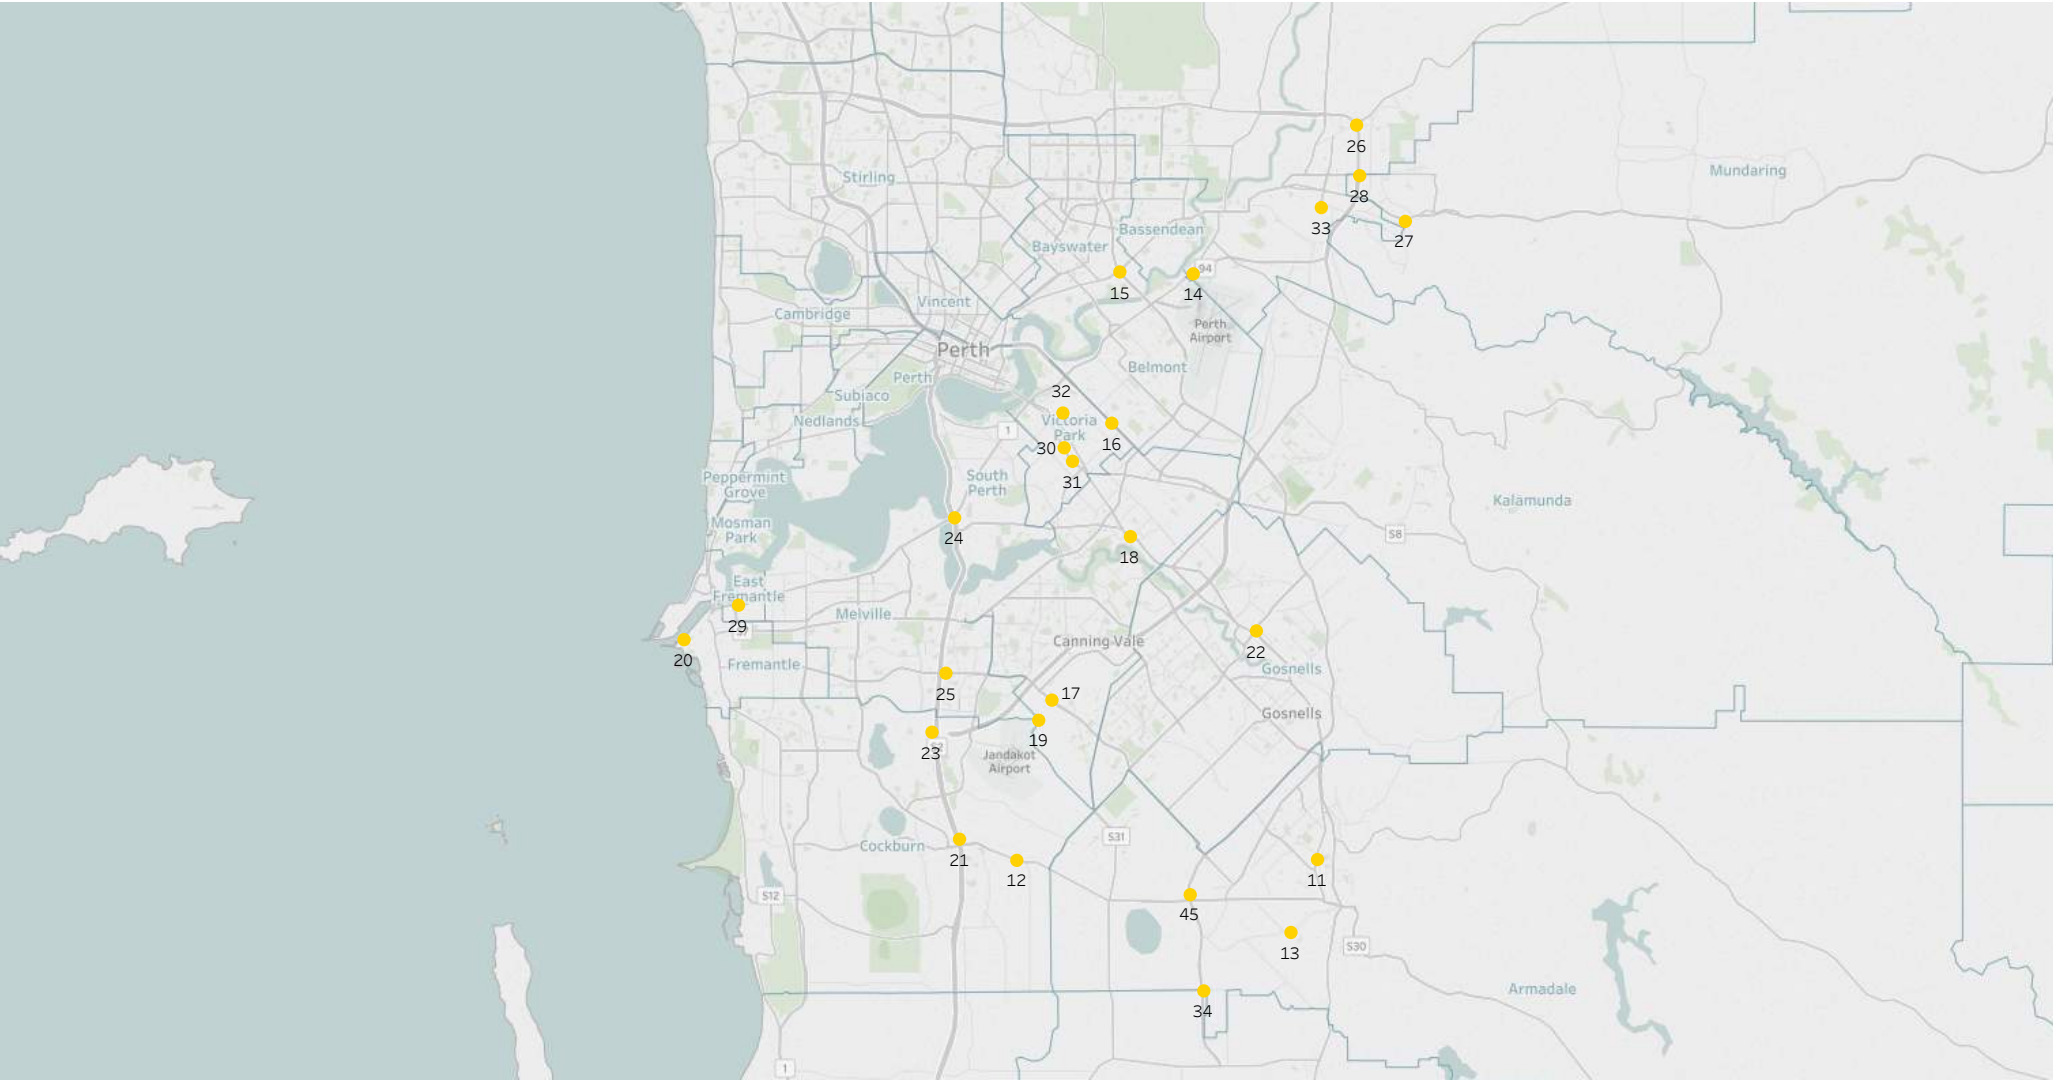 26
Mundaring
Stirling
28
33
27
Bassendean
Bayswater
94
15
14
Vincent
Cambridge
Perth
Airport
Perth
Belmont
Perth
Subiaco
32
Nedlands
Victoria
Park
1
16
30
31
South
Perth
Peppermint
Grove
Kalamunda
Mosman
Park
24
S8
18
East
Fremantle
29
Melville
20
Fremantle
Canning Vale
22
Gosnells
25
17
Gosnells
19
23
Jandakot
Airport
S31
Cockburn
21
12
11
S12
45
13
S30
Armadale
34
1